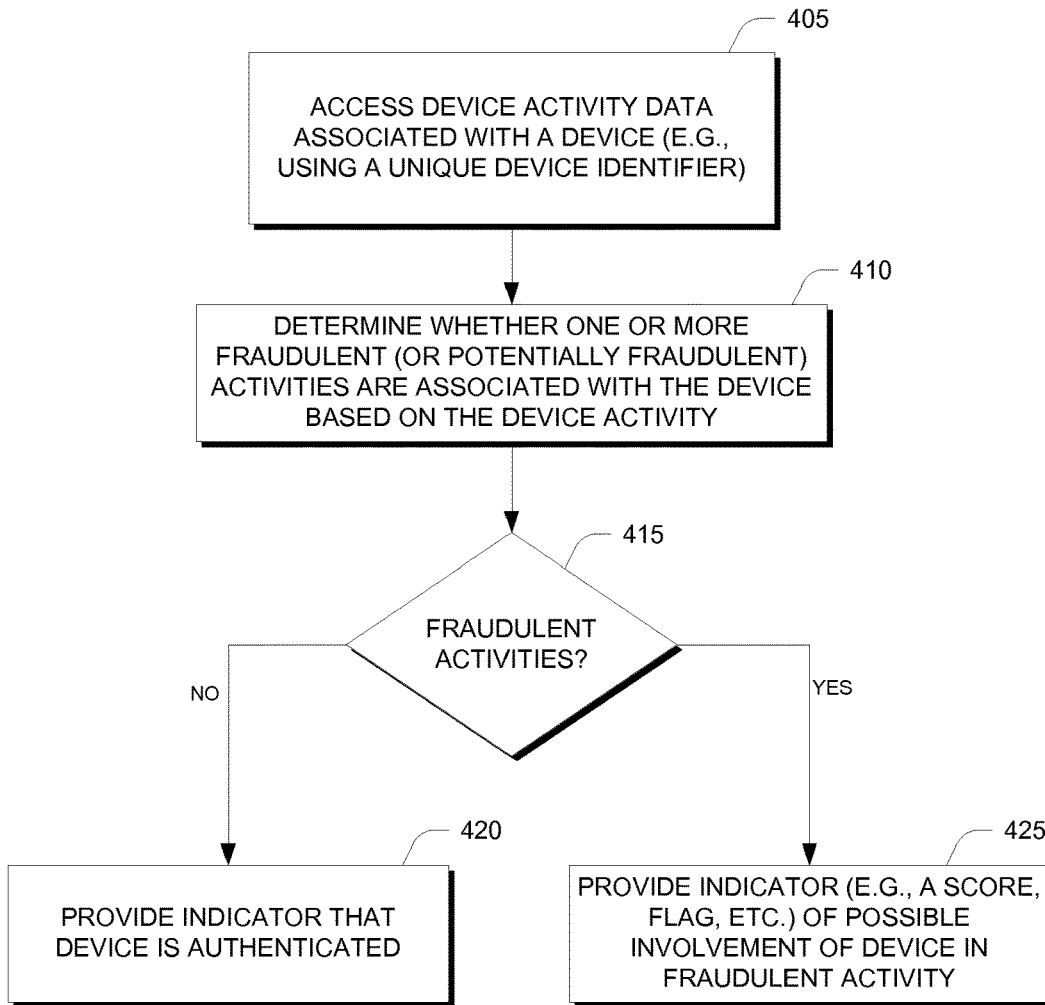 405
ACCESS DEVICE ACTIVITY DATA
ASSOCIATED WITH A DEVICE (E.G.,
USING A UNIQUE DEVICE IDENTIFIER)
410
DETERMINE WHETHER ONE OR MORE
FRAUDULENT (OR POTENTIALLY FRAUDULENT)
ACTIVITIES ARE ASSOCIATED WITH THE DEVICE
BASED ON THE DEVICE ACTIVITY
415
FRAUDULENT
ACTIVITIES?
NO
YES
420
PROVIDE INDICATOR THAT
DEVICE IS AUTHENTICATED
425
PROVIDE INDICATOR (E.G., A SCORE,
FLAG, ETC.) OF POSSIBLE
INVOLVEMENT OF DEVICE IN
FRAUDULENT ACTIVITY